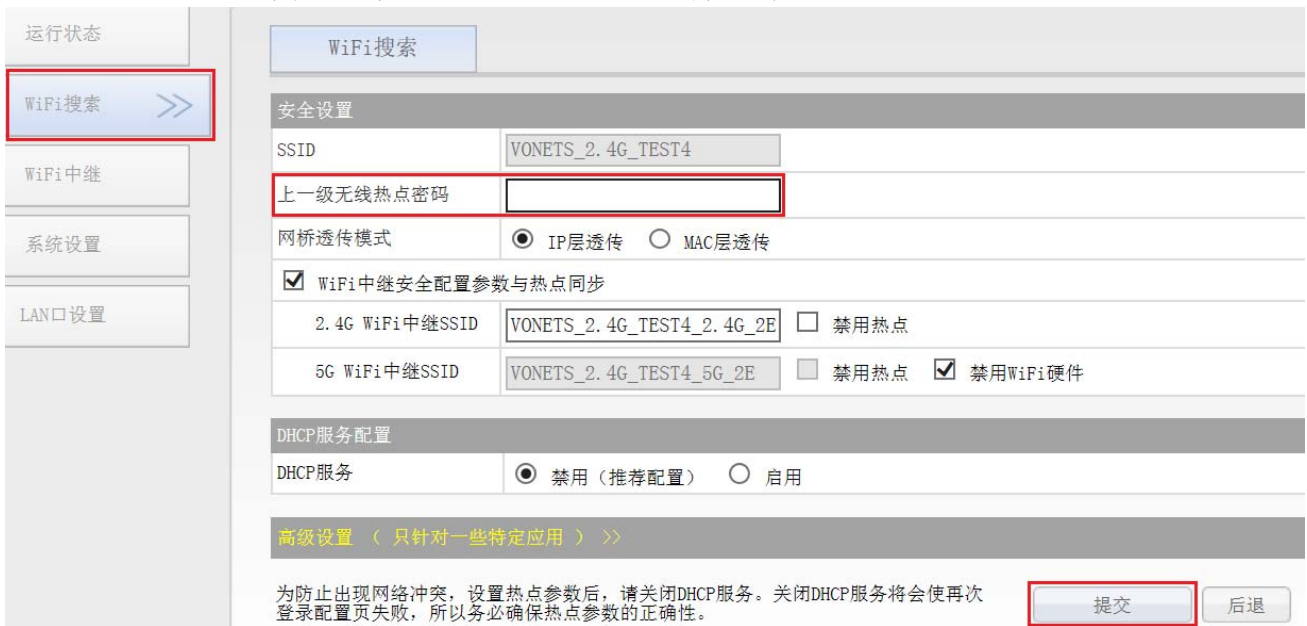 运行状态
WiFi搜索 >>
WiFi中继
系统设置
LAN口设置
WiFi搜索
安全设置
SSID VONETS_2.4G_TEST4
上一级无线热点密码
网桥透传模式 IP层透传 MAC层透传
WiFi中继安全配置参数与热点同步
2.4G WiFi中继SSID VONETS_2.4G_TEST4_2.4G_2E 禁用热点
5G WiFi中继SSID VONETS_2.4G_TEST4_5G_2E 禁用热点 禁用WiFi硬件
DHCP服务配置
DHCP服务 禁用（推荐配置） 启用
高级设置 （ 只针对一些特定应用 ） >>
为防止出现网络冲突，设置热点参数后，请关闭DHCP服务。关闭DHCP服务将会使再次
登录配置页失败，所以务必确保热点参数的正确性。
提交 后退